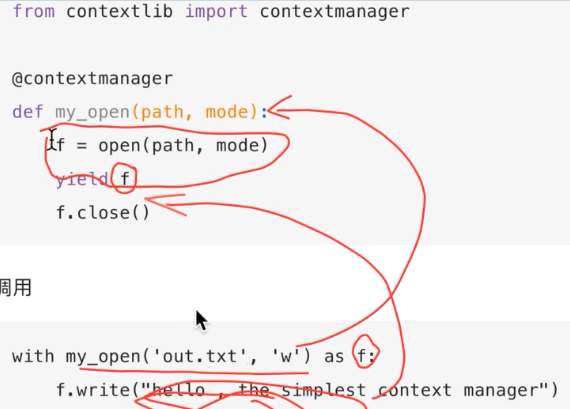 from contextlib import contextmanager
@contextmanager
def my_open(path, mode):
f = open(path, mode)
yield f
f.close()
调用
with my_open('out.txt', 'w') as f:
f.write("hello , the simplest context manager")